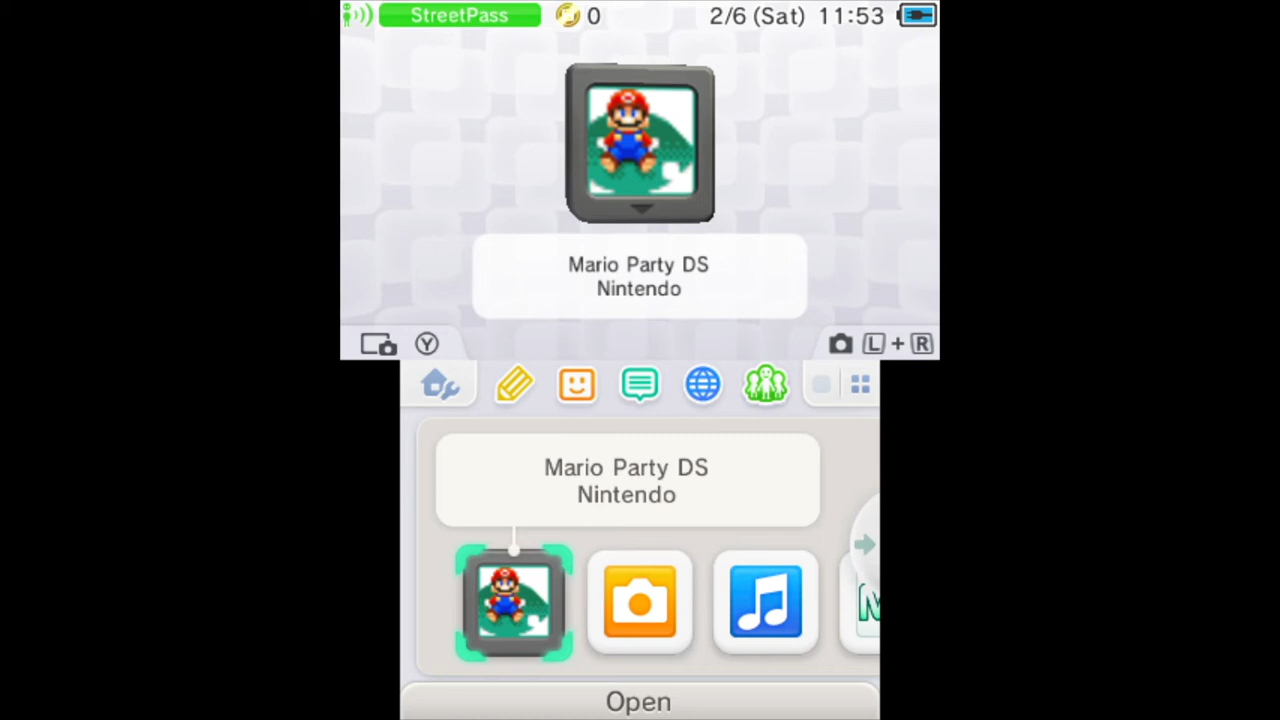 StreetPass
0
2/6 (Sat) 11:53
Mario Party DS
Nintendo
Y
L + R
Mario Party DS
Nintendo
Open